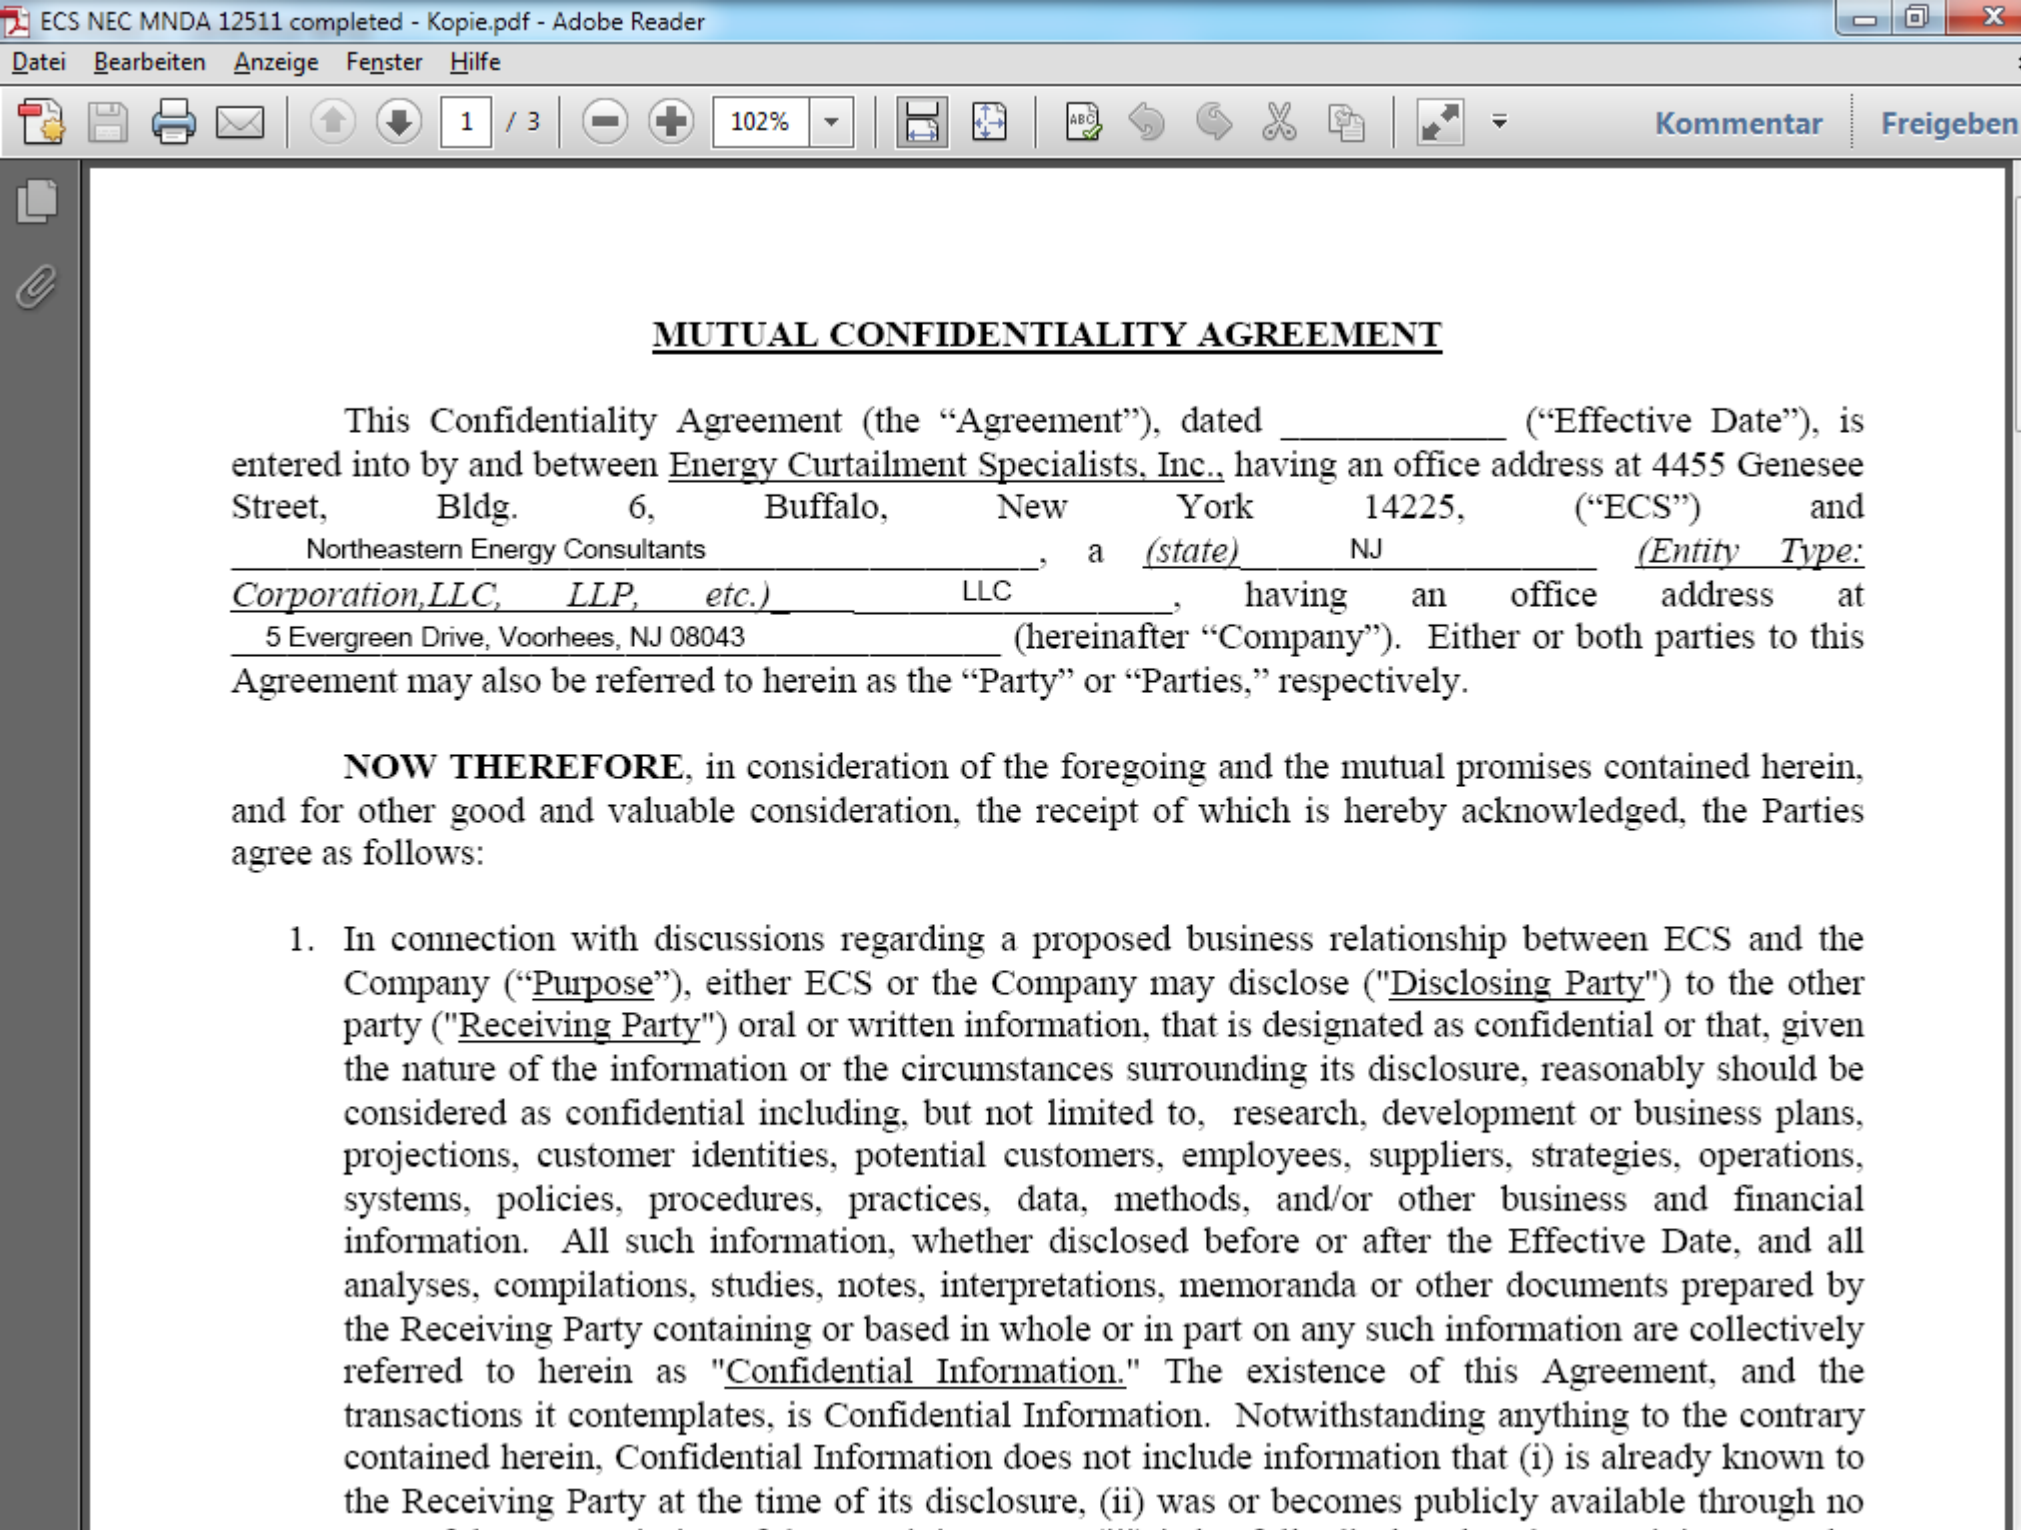 ECS NEC MNDA 12511 completed - Kopie.pdf - Adobe Reader
Datei Bearbeiten Anzeige Fenster Hilfe
1 / 3 102% ABC Kommentar Freigeben
MUTUAL CONFIDENTIALITY AGREEMENT
This Confidentiality Agreement (the “Agreement”), dated ____________ (“Effective Date”), is
entered into by and between Energy Curtailment Specialists, Inc., having an office address at 4455 Genesee
Street, Bldg. 6, Buffalo, New York 14225, (“ECS”) and
Northeastern Energy Consultants, a (state) NJ (Entity Type:
Corporation,LLC, LLP, etc.) LLC, having an office address at
5 Evergreen Drive, Voorhees, NJ 08043 (hereinafter “Company”). Either or both parties to this
Agreement may also be referred to herein as the “Party” or “Parties,” respectively.
NOW THEREFORE, in consideration of the foregoing and the mutual promises contained herein,
and for other good and valuable consideration, the receipt of which is hereby acknowledged, the Parties
agree as follows:
1. In connection with discussions regarding a proposed business relationship between ECS and the
Company (“Purpose”), either ECS or the Company may disclose ("Disclosing Party") to the other
party ("Receiving Party") oral or written information, that is designated as confidential or that, given
the nature of the information or the circumstances surrounding its disclosure, reasonably should be
considered as confidential including, but not limited to, research, development or business plans,
projections, customer identities, potential customers, employees, suppliers, strategies, operations,
systems, policies, procedures, practices, data, methods, and/or other business and financial
information. All such information, whether disclosed before or after the Effective Date, and all
analyses, compilations, studies, notes, interpretations, memoranda or other documents prepared by
the Receiving Party containing or based in whole or in part on any such information are collectively
referred to herein as "Confidential Information." The existence of this Agreement, and the
transactions it contemplates, is Confidential Information. Notwithstanding anything to the contrary
contained herein, Confidential Information does not include information that (i) is already known to
the Receiving Party at the time of its disclosure, (ii) was or becomes publicly available through no